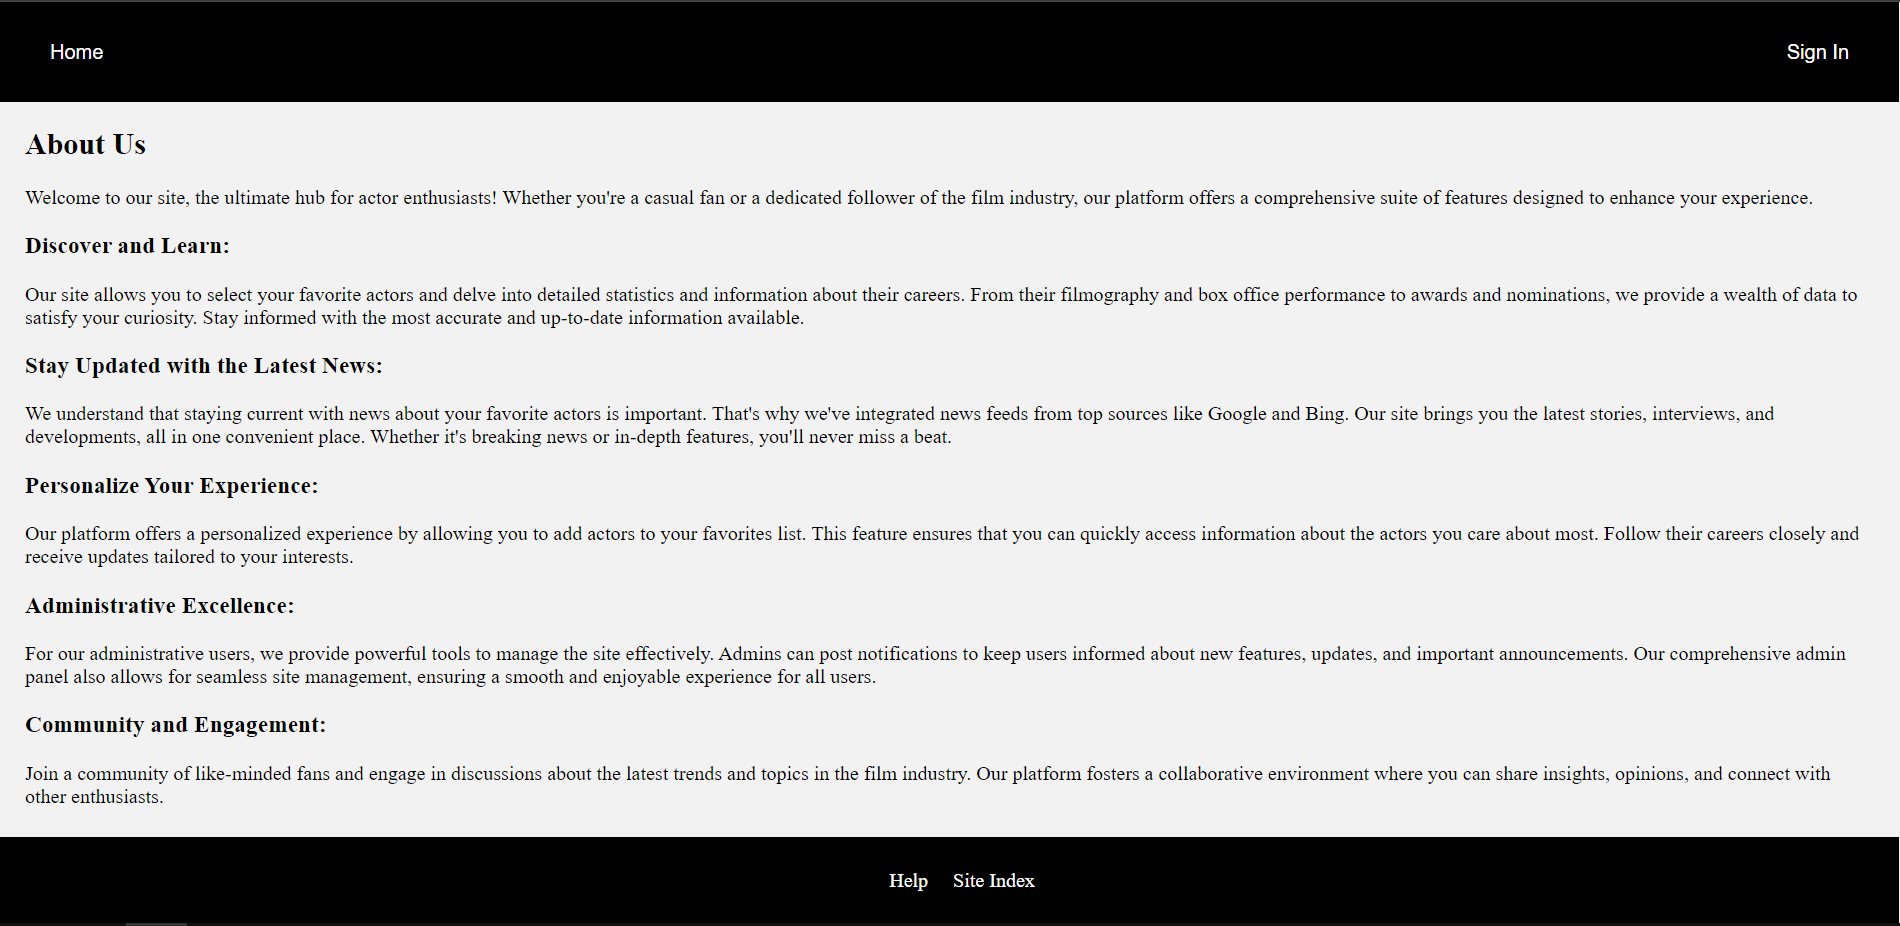 Home
Sign In
About Us
Welcome to our site, the ultimate hub for actor enthusiasts! Whether you're a casual fan or a dedicated follower of the film industry, our platform offers a comprehensive suite of features designed to enhance your experience.
Discover and Learn:
Our site allows you to select your favorite actors and delve into detailed statistics and information about their careers. From their filmography and box office performance to awards and nominations, we provide a wealth of data to
satisfy your curiosity. Stay informed with the most accurate and up-to-date information available.
Stay Updated with the Latest News:
We understand that staying current with news about your favorite actors is important. That's why we've integrated news feeds from top sources like Google and Bing. Our site brings you the latest stories, interviews, and
developments, all in one convenient place. Whether it's breaking news or in-depth features, you'll never miss a beat.
Personalize Your Experience:
Our platform offers a personalized experience by allowing you to add actors to your favorites list. This feature ensures that you can quickly access information about the actors you care about most. Follow their careers closely and
receive updates tailored to your interests.
Administrative Excellence:
For our administrative users, we provide powerful tools to manage the site effectively. Admins can post notifications to keep users informed about new features, updates, and important announcements. Our comprehensive admin
panel also allows for seamless site management, ensuring a smooth and enjoyable experience for all users.
Community and Engagement:
Join a community of like-minded fans and engage in discussions about the latest trends and topics in the film industry. Our platform fosters a collaborative environment where you can share insights, opinions, and connect with
other enthusiasts.
Help
Site Index